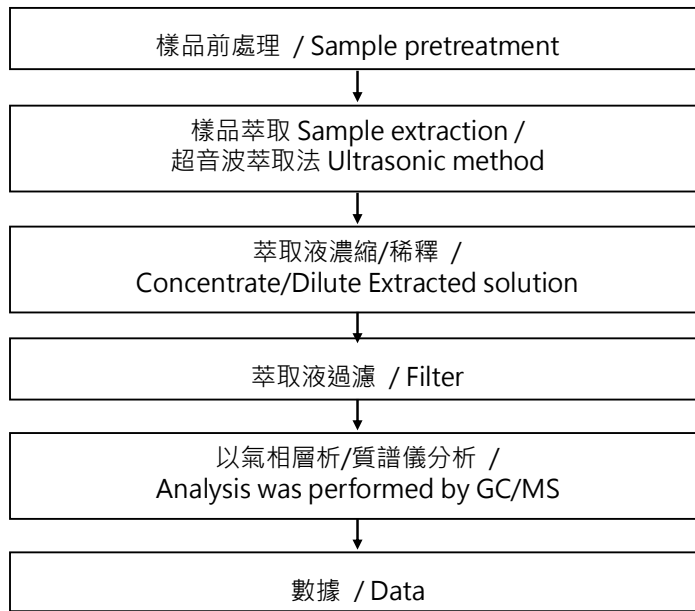 樣品前處理 / Sample pretreatment
樣品萃取 Sample extraction /
超音波萃取法 Ultrasonic method
萃取液濃縮/稀釋 /
Concentrate/Dilute Extracted solution
萃取液過濾 / Filter
以氣相層析/質譜儀分析 /
Analysis was performed by GC/MS
數據 / Data